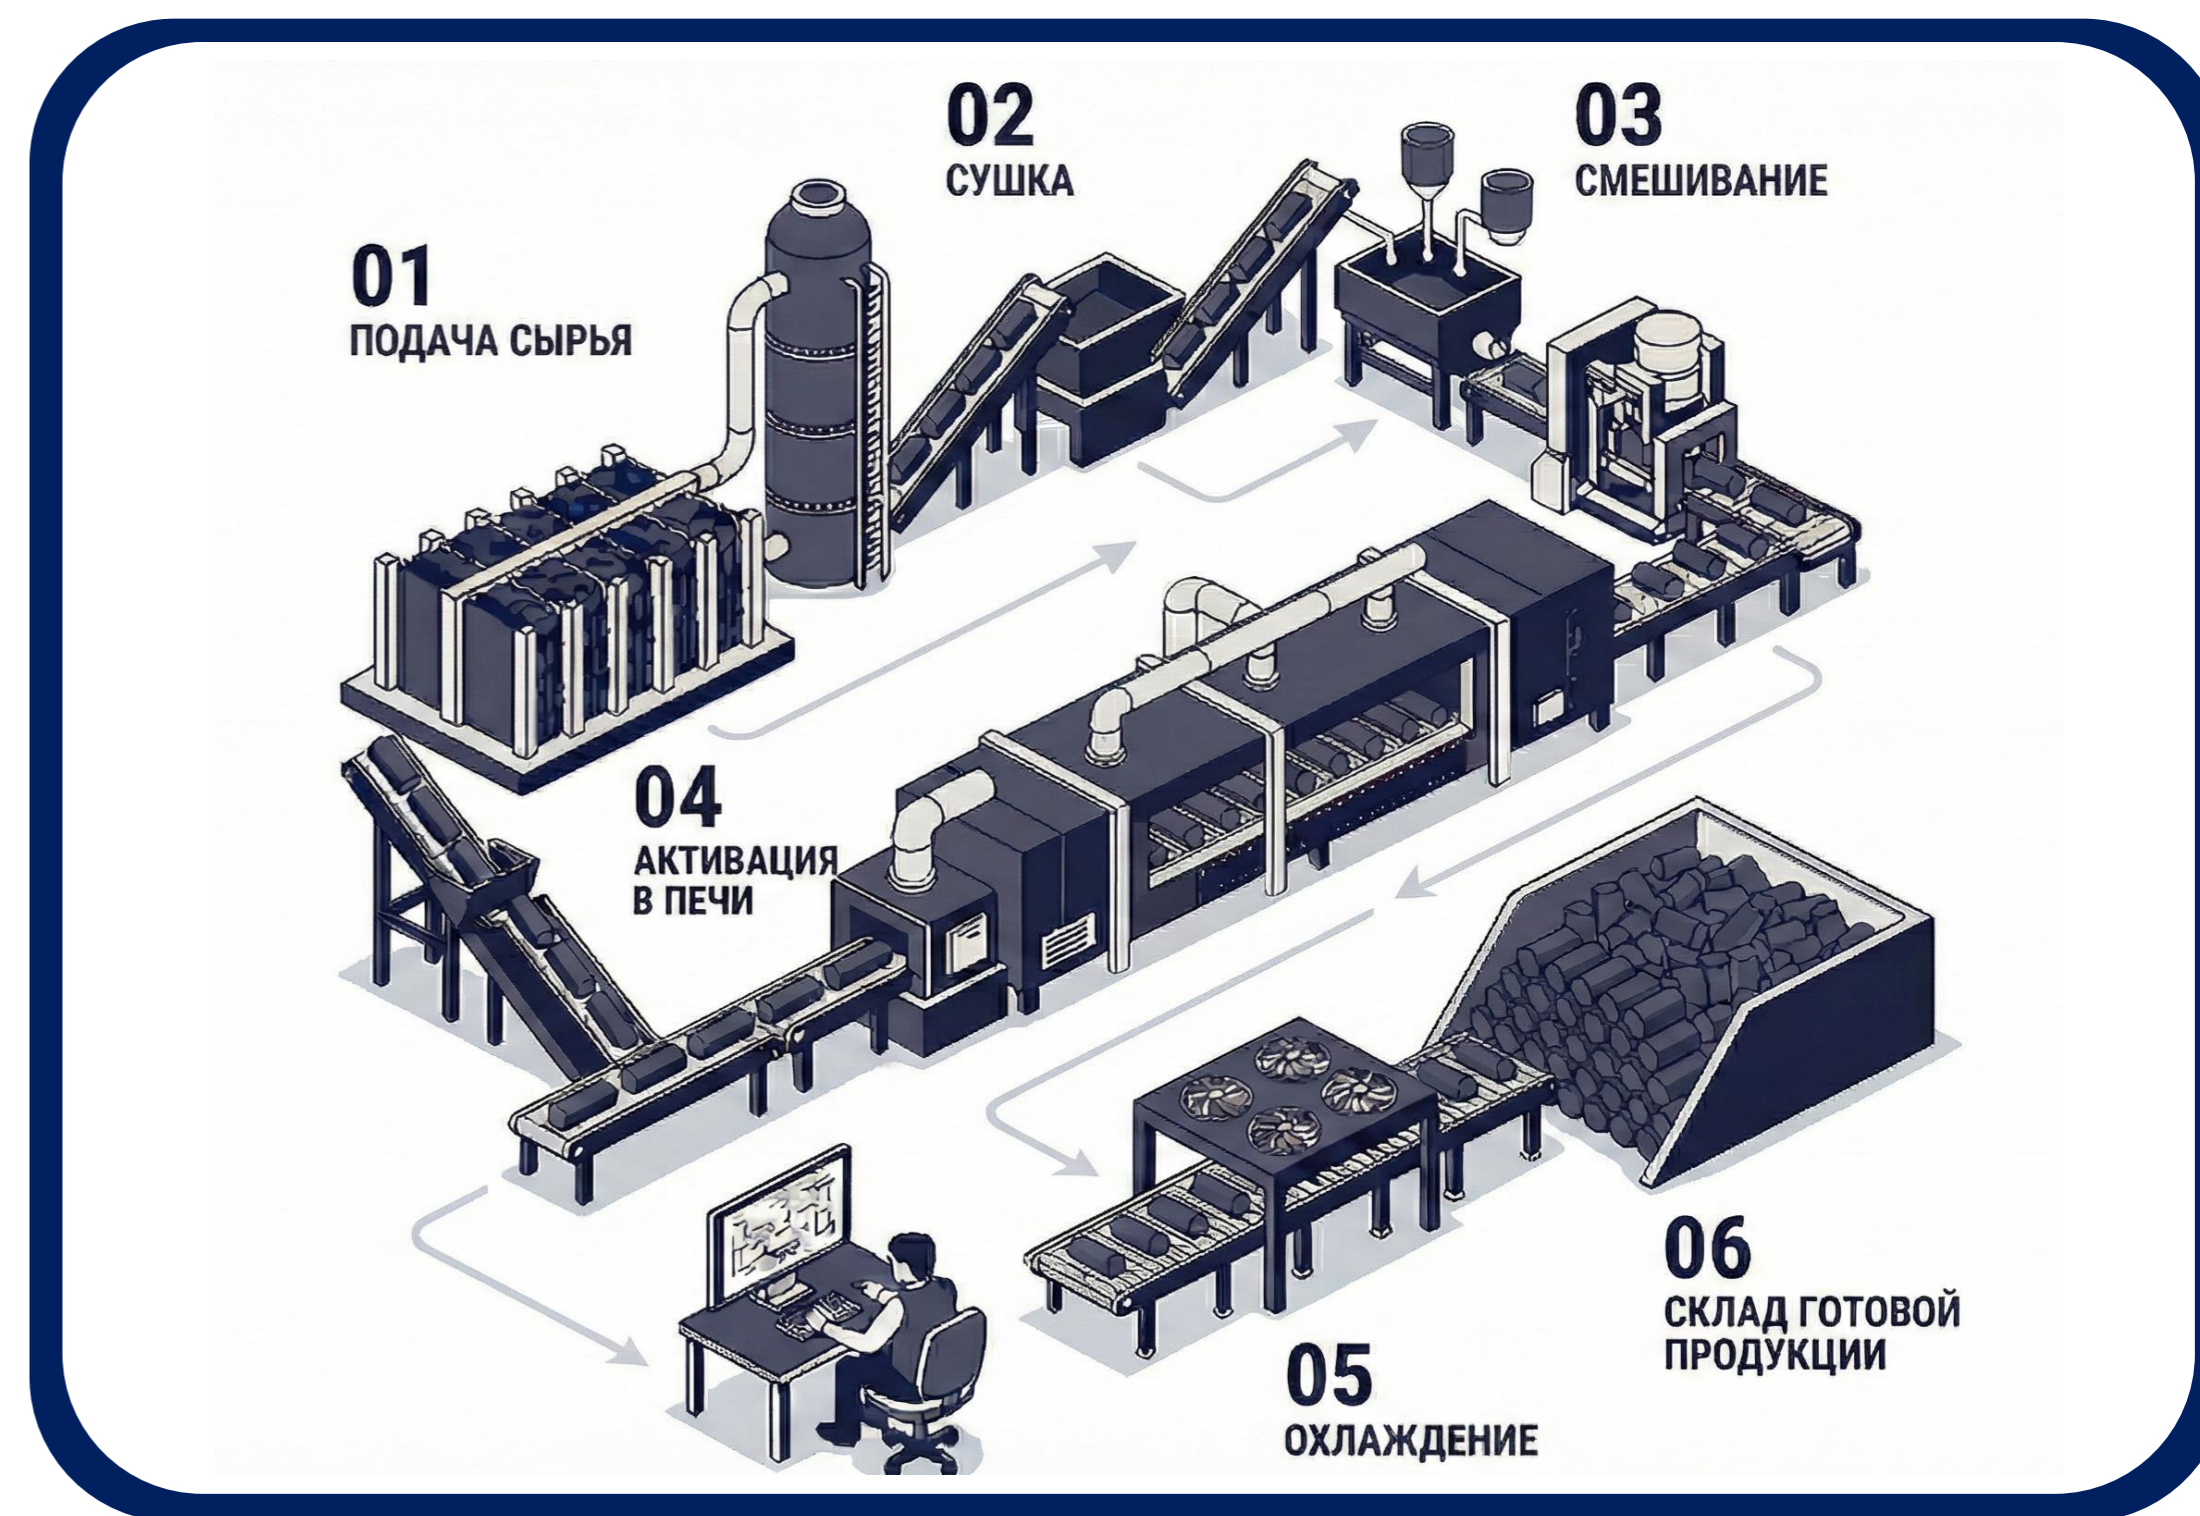 01
ПОДАЧА СЫРЬЯ
02
СУШКА
03
СМЕШИВАНИЕ
04
АКТИВАЦИЯ
В ПЕЧИ
05
ОХЛАЖДЕНИЕ
06
СКЛАД ГОТОВОЙ
ПРОДУКЦИИ